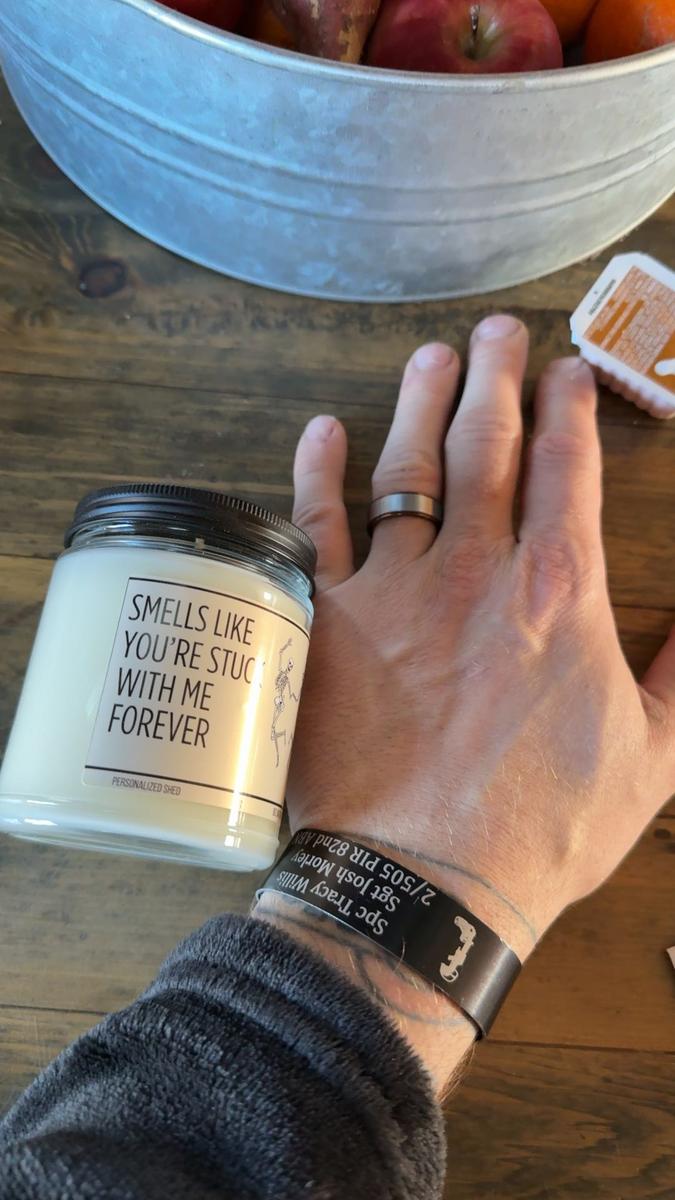 SMELLS LIKE
YOU'RE STUCK
WITH ME
FOREVER
PERSONALIZED SHED
Spc Tracy Willis
Sgt Josh Morley
2/505 PIR 82nd